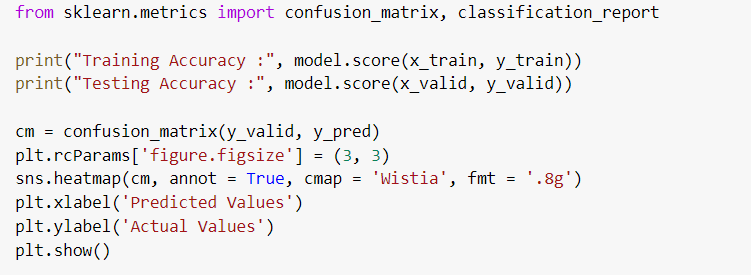 from sklearn.metrics import confusion_matrix, classification_report
print("Training Accuracy :", model.score(x_train, y_train))
print("Testing Accuracy :", model.score(x_valid, y_valid))
cm = confusion_matrix(y_valid, y_pred)
plt.rcParams['figure.figsize'] = (3, 3)
sns.heatmap(cm, annot = True, cmap = 'Wistia', fmt = '.8g')
plt.xlabel('Predicted Values')
plt.ylabel('Actual Values')
plt.show()